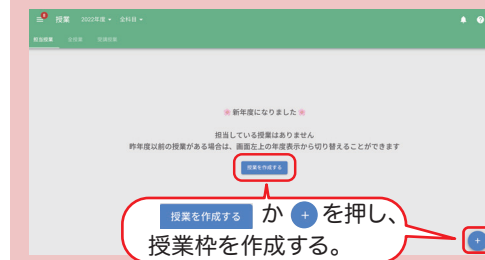 授業 2022年度 全科目
担当授業 全授業 受講授業
新年度になりました
担当している授業はありません
昨年度以前の授業がある場合は、画面左上の年度表示から切り替えることができます
授業を作成する
授業を作成する か + を押し、
授業枠を作成する。
+